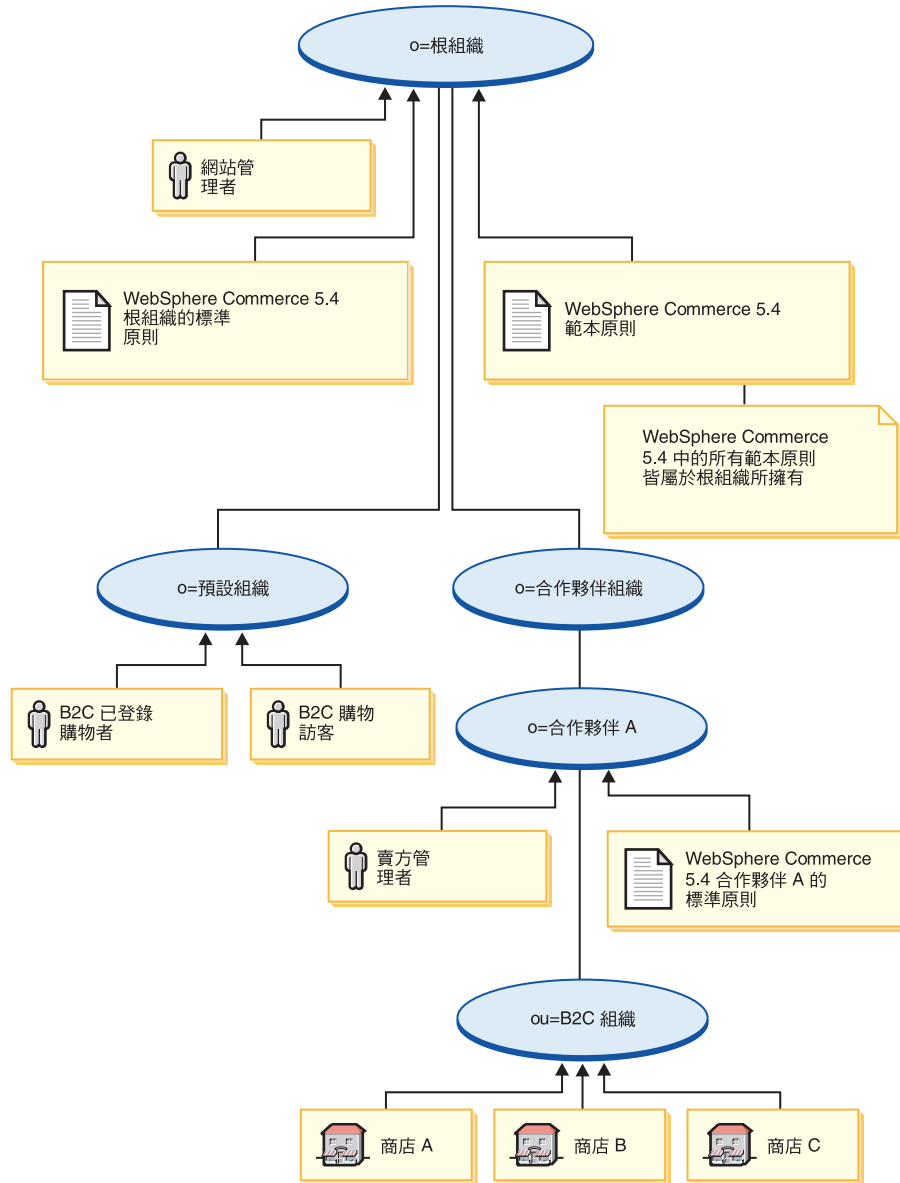 o=根組織
網站管
理者
WebSphere Commerce 5.4
根組織的標準
原則
WebSphere Commerce 5.4
範本原則
WebSphere Commerce
5.4 中的所有範本原則
皆屬於根組織所擁有
o=預設組織
o=合作夥伴組織
B2C 已登錄
購物者
B2C 購物
訪客
o=合作夥伴 A
賣方管
理者
WebSphere Commerce
5.4 合作夥伴 A 的
標準原則
ou=B2C 組織
商店 A
商店 B
商店 C